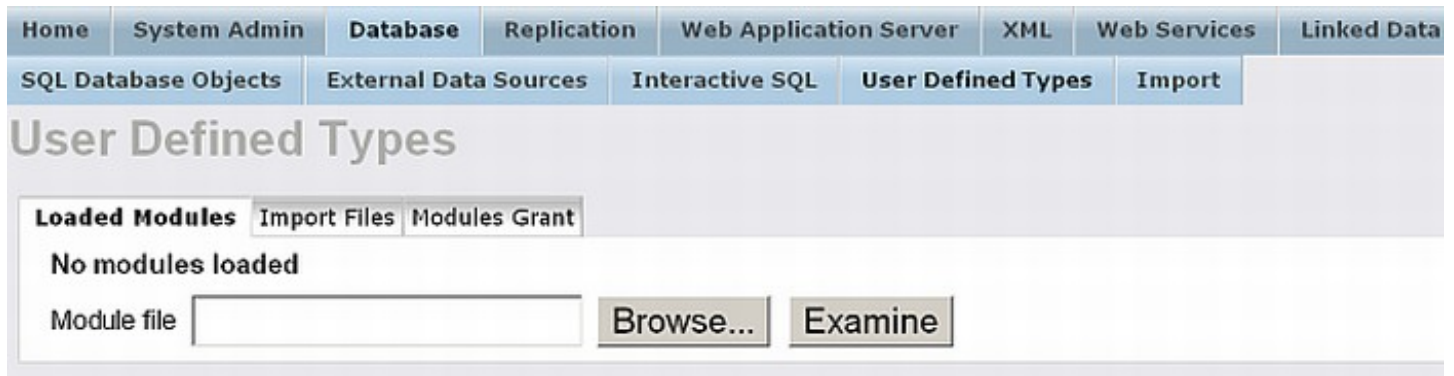 Home System Admin Database Replication Web Application Server XML Web Services Linked Data
SQL Database Objects External Data Sources Interactive SQL User Defined Types Import
User Defined Types
Loaded Modules Import Files Modules Grant
No modules loaded
Module file Browse... Examine